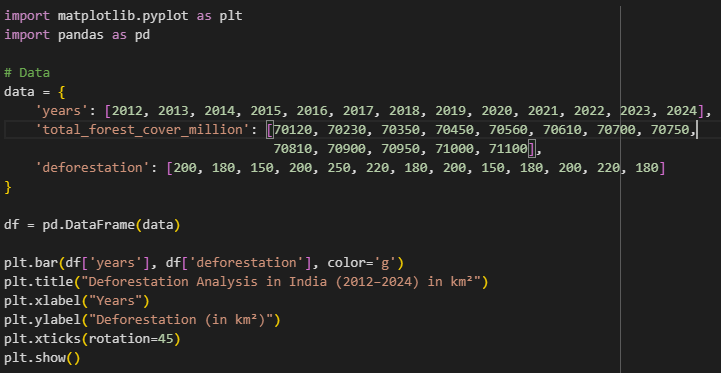 import matplotlib.pyplot as plt
import pandas as pd
# Data
data = {
'years': [2012, 2013, 2014, 2015, 2016, 2017, 2018, 2019, 2020, 2021, 2022, 2023, 2024],
'total_forest_cover_million': [70120, 70230, 70350, 70450, 70560, 70610, 70700, 70750,
70810, 70900, 70950, 71000, 71100],
'deforestation': [200, 180, 150, 200, 250, 220, 180, 200, 150, 180, 200, 220, 180]
}
df = pd.DataFrame(data)
plt.bar(df['years'], df['deforestation'], color='g')
plt.title("Deforestation Analysis in India (2012–2024) in km²")
plt.xlabel("Years")
plt.ylabel("Deforestation (in km²)")
plt.xticks(rotation=45)
plt.show()